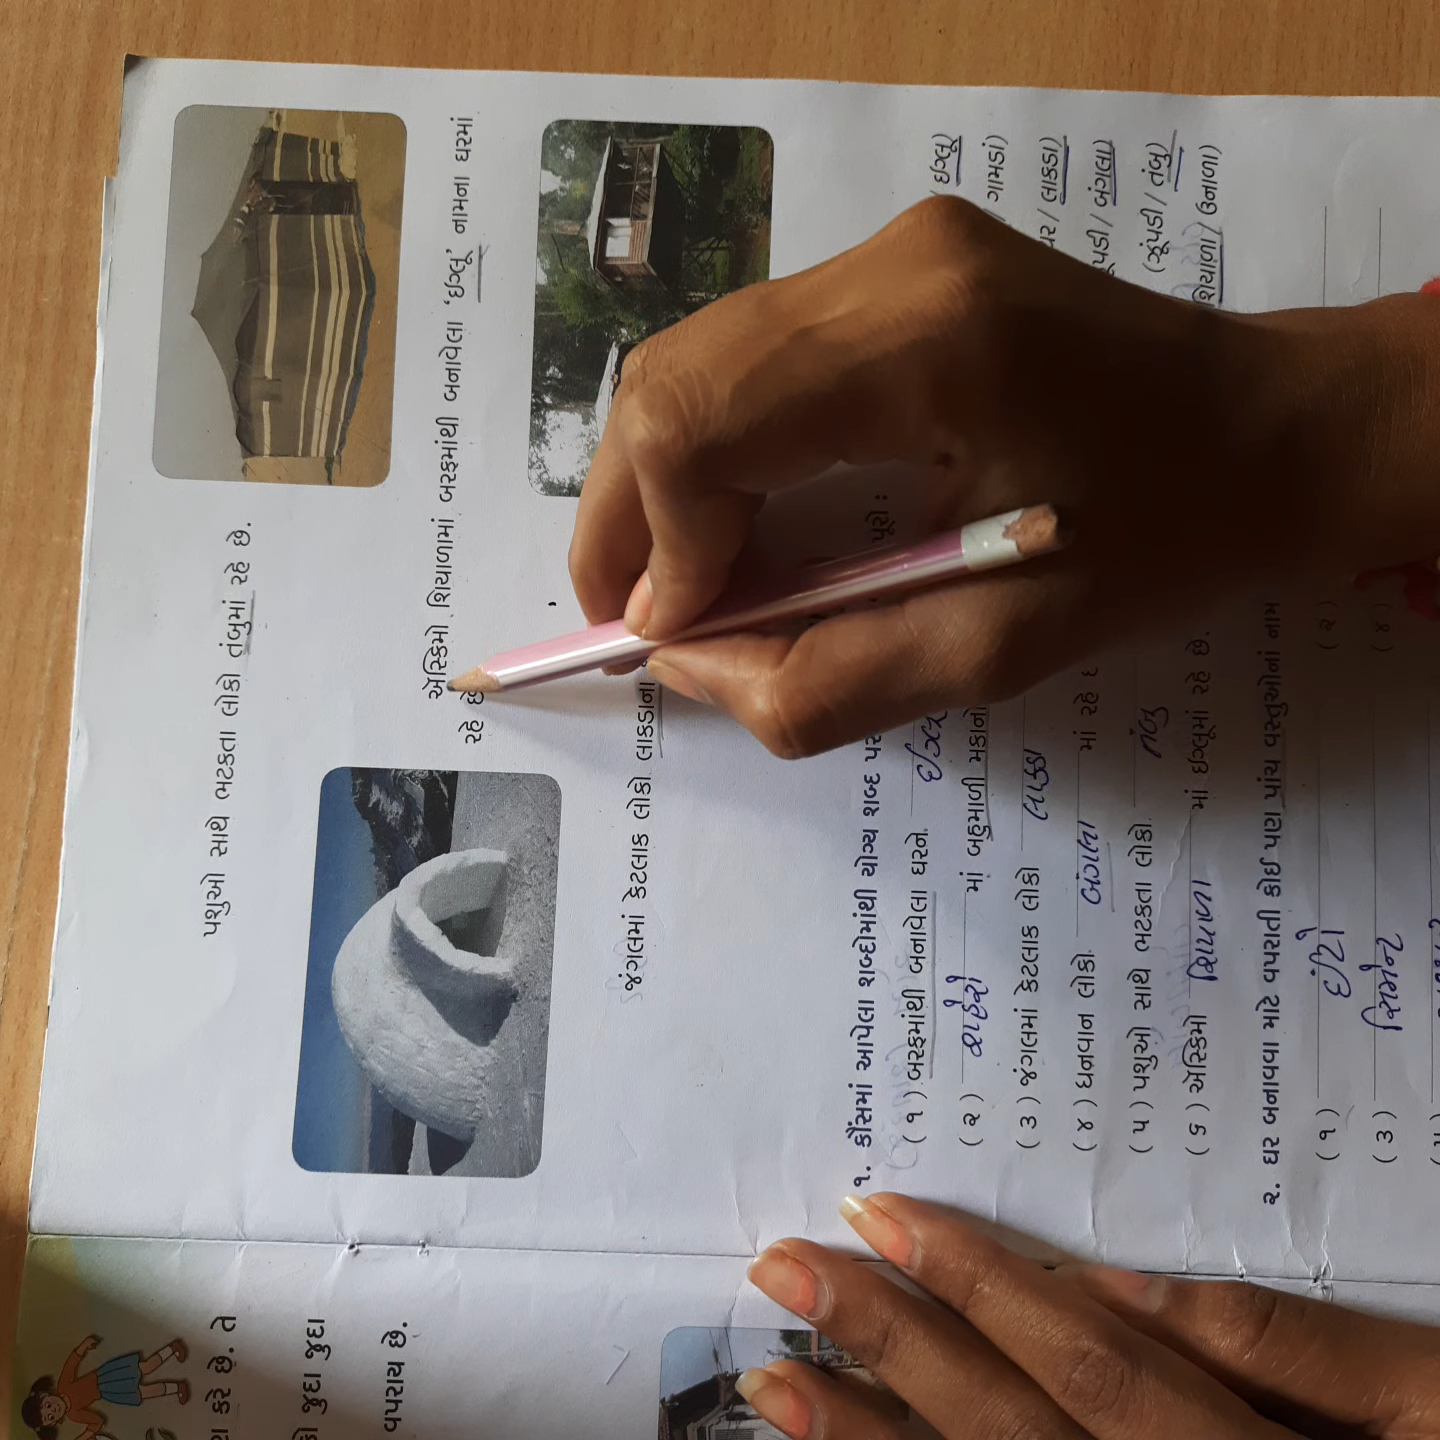 પશુઓ સાથે ભટકતા લોકો તંબુમાં રહે છે.
એસ્કિમો શિયાળામાં બરફમાંથી બનાવેલા ‘ઇગ્લૂ’ નામના ઘરમાં
રહે છે
જંગલમાં કેટલાક લોકો લાકડાના
૧. કૌંસમાં આપેલા શબ્દોમાંથી યોગ્ય શબ્દ પૂરો :
(૧) બરફમાંથી બનાવેલા ઘરને ઇગ્લૂ ઇગ્લૂ)
(૨) શહેરો માં બહુમાળી મકાનો / ગામડાં)
(૩) જંગલમાં કેટલાક લોકો લાકડા / લાકડા)
(૪) ધનવાન લોકો બંગલા માં રહે / બંગલા)
(૫) પશુઓ સાથે ભટકતા લોકો તંબુ (ઝૂંપડી / તંબુ)
(૬) એસ્કિમો શિયાળા માં ઇગ્લૂમાં રહે છે. શિયાળા / ઉનાળા)
૨. ઘર બનાવવા માટે વપરાતી કોઈ પણ પાંચ વસ્તુઓનાં નામ
(૧) ઇંટો (૨)
(૩) સિમેન્ટ (૪)
કરે છે. તે
જુદા જુદા
વપરાય છે.